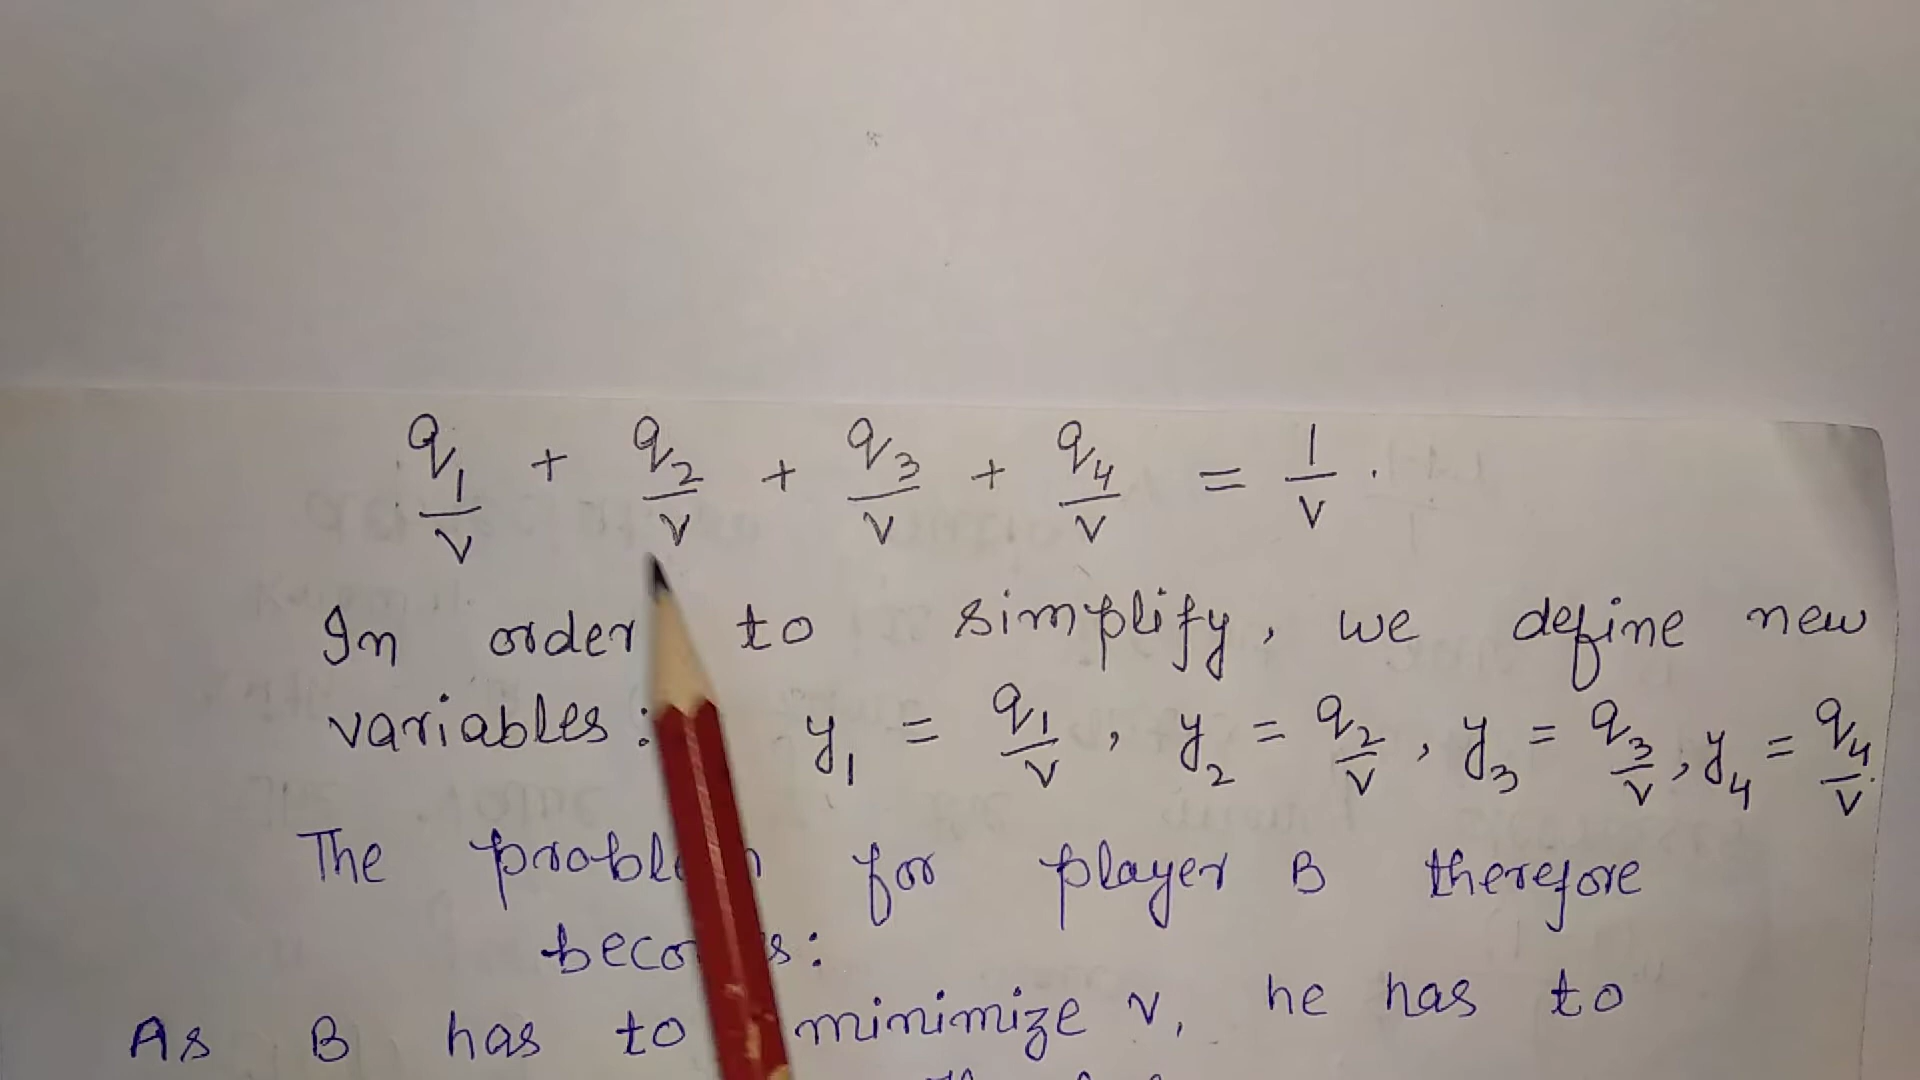 q₁/v + q₂/v + q₃/v + q₄/v = 1/v .
In order to simplify, we define new
variables: y₁ = q₁/v , y₂ = q₂/v , y₃ = q₃/v , y₄ = q₄/v .
The for player B therefore
As B has to minimize v, he has to